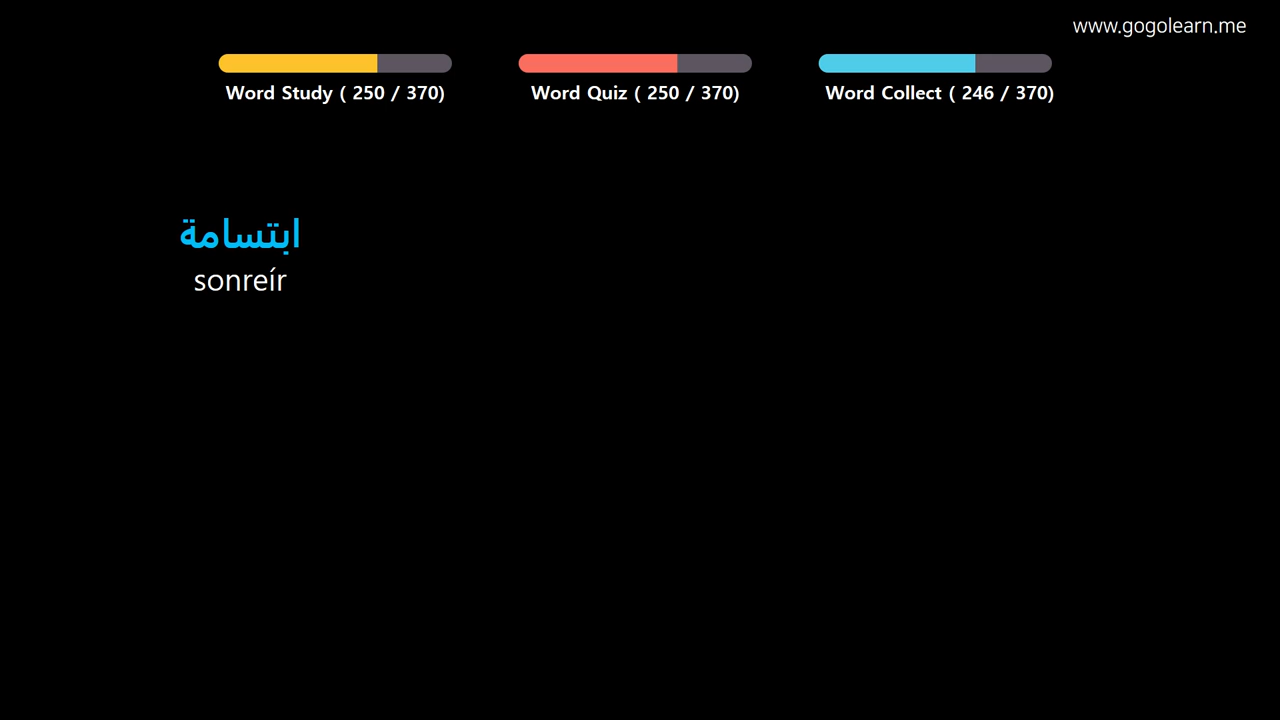 www.gogolearn.me
Word Study ( 250 / 370)
Word Quiz ( 250 / 370)
Word Collect ( 246 / 370)
ابتسامة
sonreír